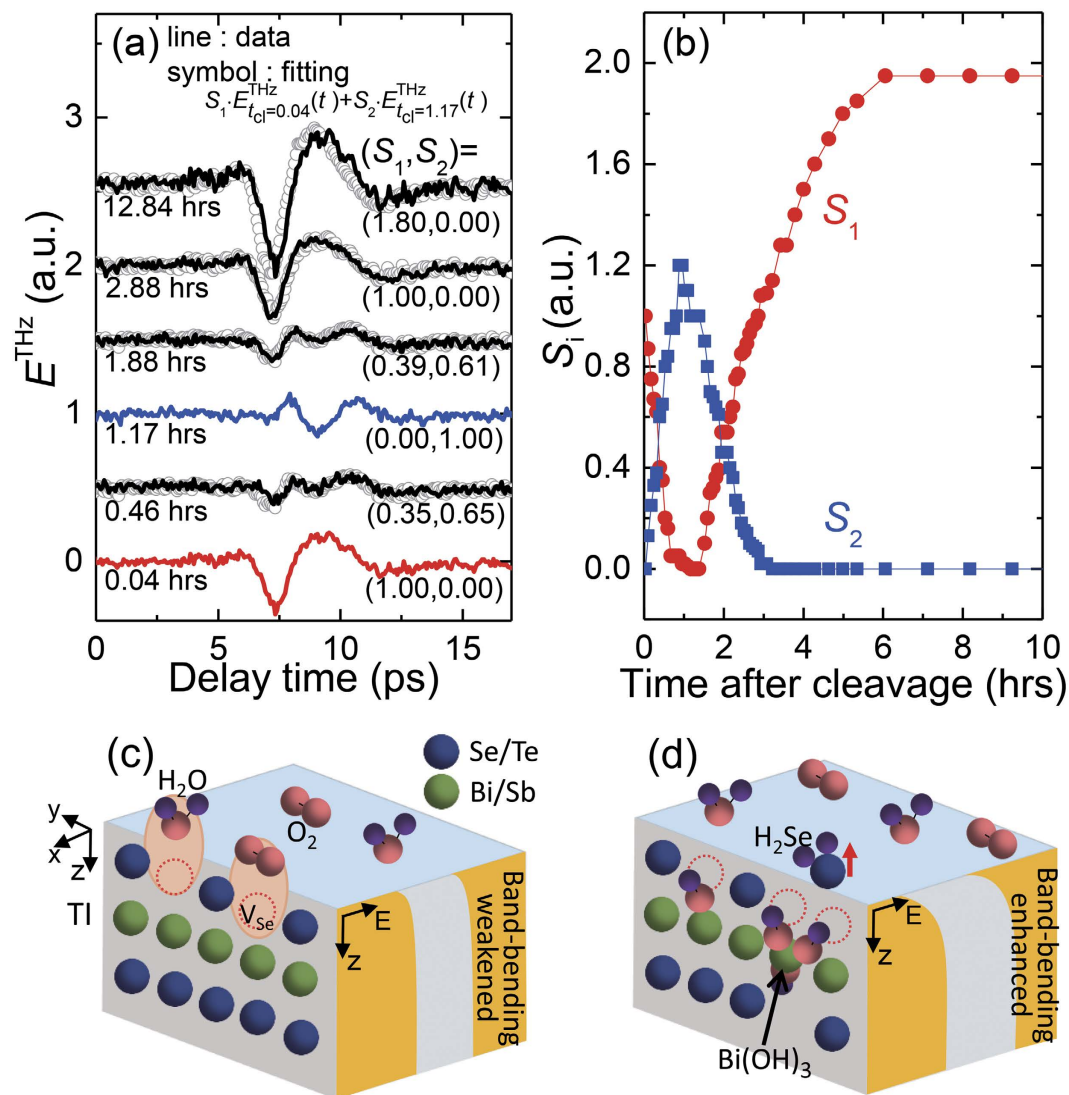 (a)
line : data
symbol : fitting
S₁·E^THz_tcl=0.04(t)+S₂·E^THz_tcl=1.17(t)
(S₁,S₂)=
12.84 hrs
(1.80,0.00)
2.88 hrs
(1.00,0.00)
1.88 hrs
(0.39,0.61)
1.17 hrs
(0.00,1.00)
0.46 hrs
(0.35,0.65)
0.04 hrs
(1.00,0.00)
3
2
1
0
E^THz (a.u.)
0 5 10 15
Delay time (ps)
(b)
2.0
1.6
1.2
0.8
0.4
0.0
Sᵢ (a.u.)
S₁
S₂
0 2 4 6 8 10
Time after cleavage (hrs)
(c)
Se/Te
Bi/Sb
H₂O
O₂
y
x
z
TI
V_Se
E
z
Band-bending
weakened
(d)
H₂Se
E
z
Band-bending
enhanced
Bi(OH)₃